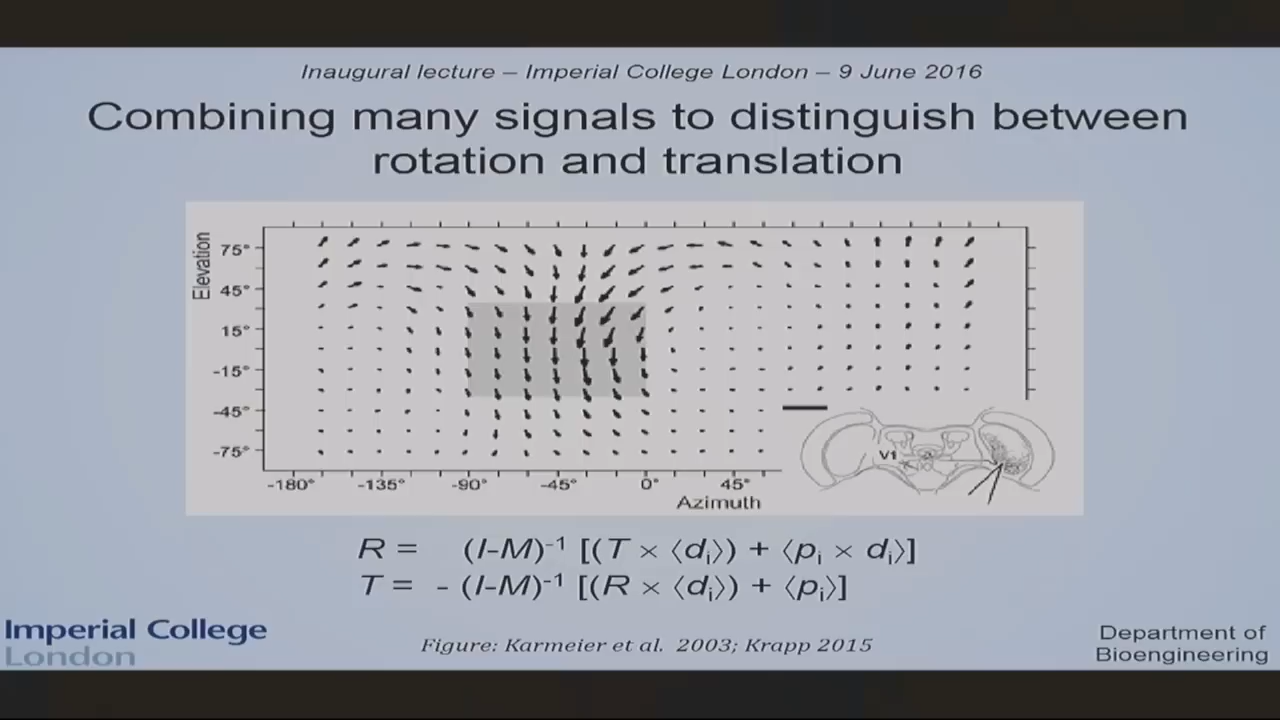 Inaugural lecture – Imperial College London – 9 June 2016
Combining many signals to distinguish between
rotation and translation
Elevation
75°
45°
15°
-15°
-45°
-75°
V1
-180° -135° -90° -45° 0° 45°
Azimuth
R = (I-M)⁻¹ [(T × ⟨dᵢ⟩) + ⟨pᵢ × dᵢ⟩]
T = - (I-M)⁻¹ [(R × ⟨dᵢ⟩) + ⟨pᵢ⟩]
Imperial College
London
Figure: Karmeier et al. 2003; Krapp 2015
Department of
Bioengineering